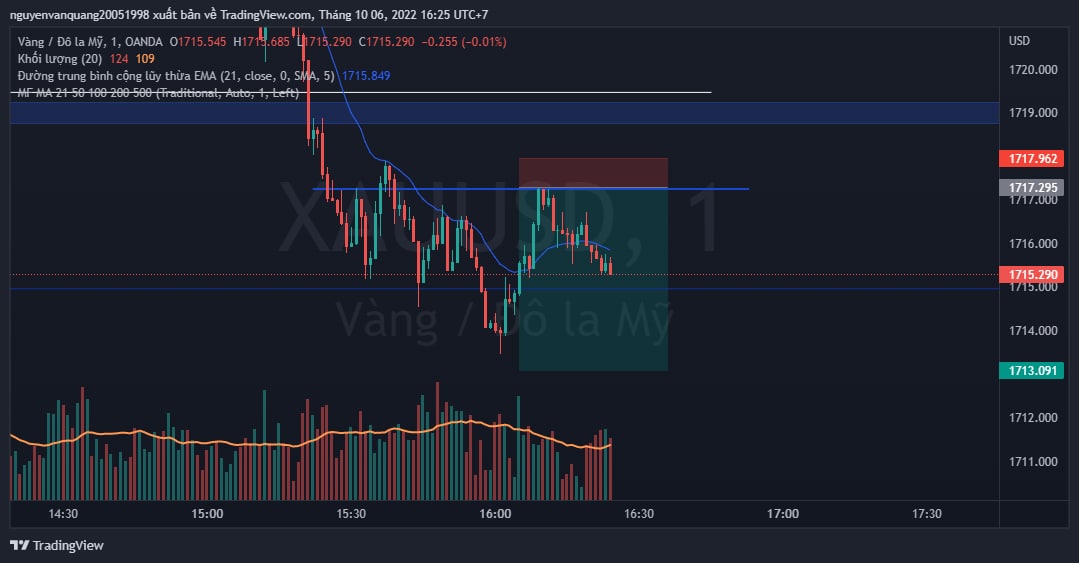 nguyenvanquang20051998 xuất bản về TradingView.com, Tháng 10 06, 2022 16:25 UTC+7
Vàng / Đô la Mỹ, 1, OANDA O1715.545 H1715.685 L1715.290 C1715.290 −0.255 (−0.01%)
Khối lượng (20) 124 109
Đường trung bình cộng lũy thừa EMA (21, close, 0, SMA, 5) 1715.849
MF MA 21 50 100 200 500 (Traditional, Auto, 1, Left)
XAUUSD, 1
Vàng / Đô la Mỹ
USD
1720.000
1719.000
1717.962
1717.295
1717.000
1716.000
1715.290
1715.000
1714.000
1713.091
1712.000
1711.000
14:30 15:00 15:30 16:00 16:30 17:00 17:30
TradingView